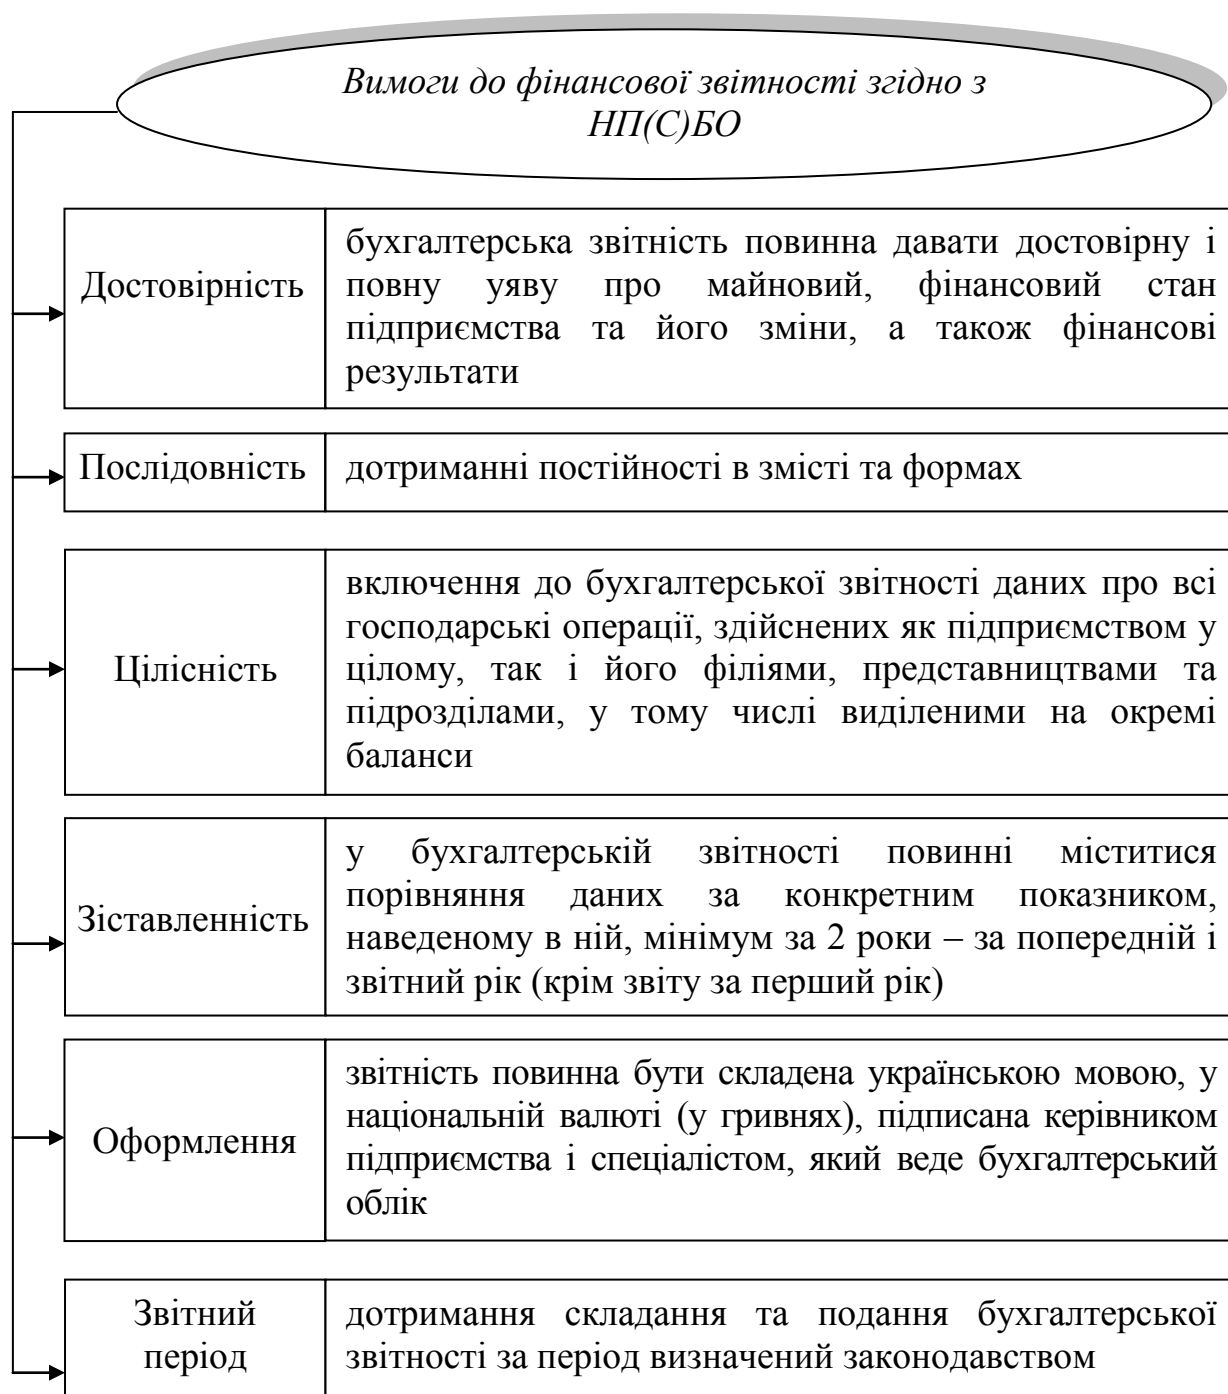 Вимоги до фінансової звітності згідно з
НП(С)БО
Достовірність
бухгалтерська звітність повинна давати достовірну і
повну уяву про майновий, фінансовий стан
підприємства та його зміни, а також фінансові
результати
Послідовність
дотриманні постійності в змісті та формах
Цілісність
включення до бухгалтерської звітності даних про всі
господарські операції, здійснених як підприємством у
цілому, так і його філіями, представництвами та
підрозділами, у тому числі виділеними на окремі
баланси
Зіставленність
у бухгалтерській звітності повинні міститися
порівняння даних за конкретним показником,
наведеному в ній, мінімум за 2 роки – за попередній і
звітний рік (крім звіту за перший рік)
Оформлення
звітність повинна бути складена українською мовою, у
національній валюті (у гривнях), підписана керівником
підприємства і спеціалістом, який веде бухгалтерський
облік
Звітний
період
дотримання складання та подання бухгалтерської
звітності за період визначений законодавством